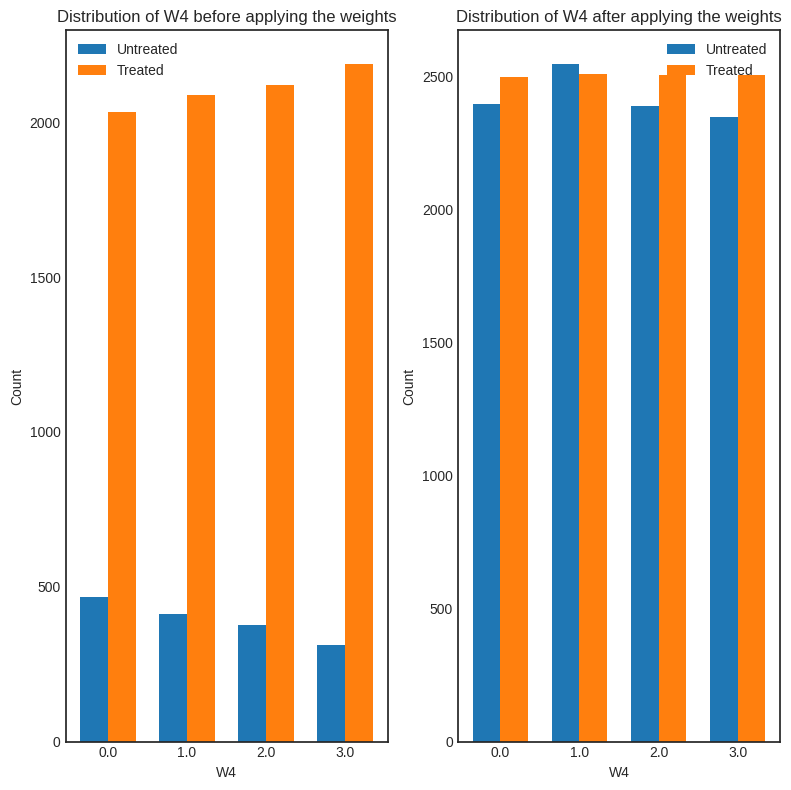 Distribution of W4 before applying the weights
Untreated
Treated
2000
1500
1000
500
0
Count
0.0 1.0 2.0 3.0
W4
Distribution of W4 after applying the weights
Untreated
Treated
2500
2000
1500
1000
500
0
Count
0.0 1.0 2.0 3.0
W4